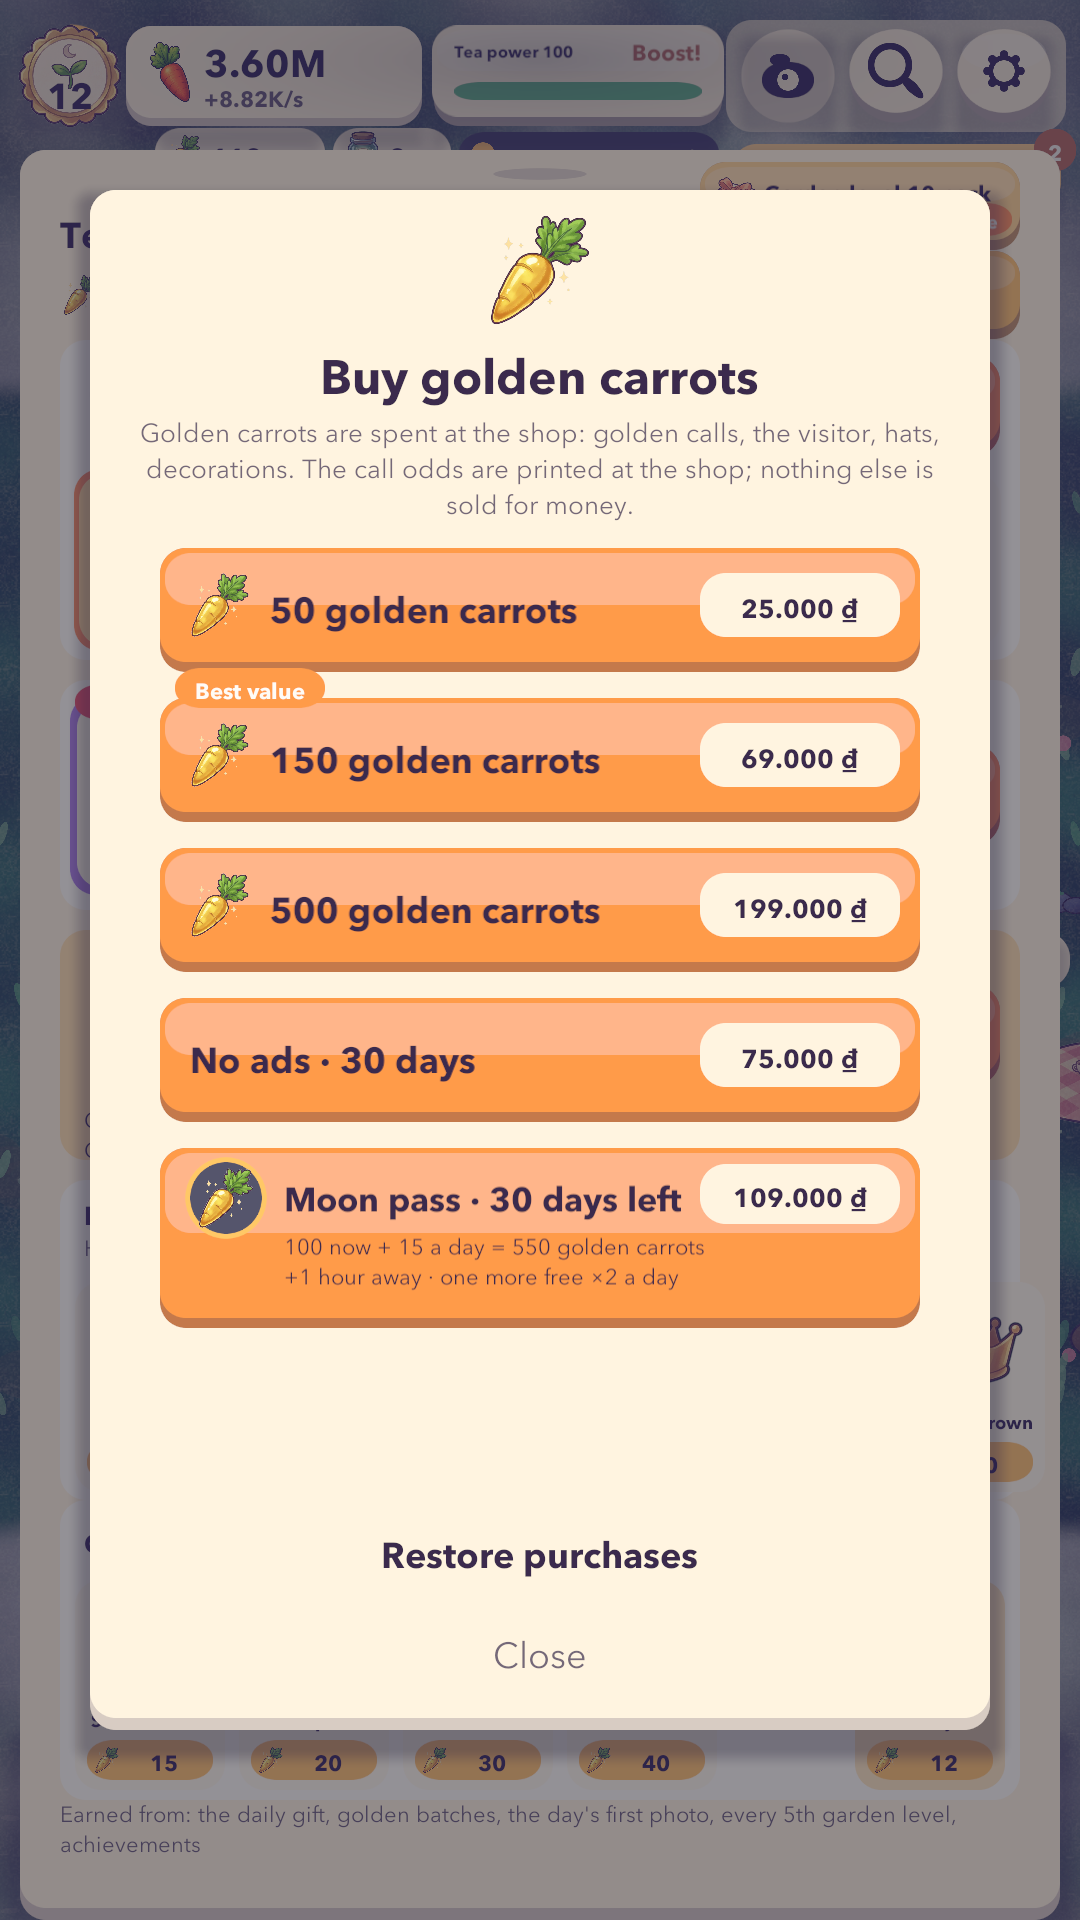 12
3.60M
+8.82K/s
Tea power 100
Boost!
2
Buy golden carrots
Golden carrots are spent at the shop: golden calls, the visitor, hats,
decorations. The call odds are printed at the shop; nothing else is
sold for money.
50 golden carrots
25.000 ₫
Best value
150 golden carrots
69.000 ₫
500 golden carrots
199.000 ₫
No ads · 30 days
75.000 ₫
Moon pass · 30 days left
109.000 ₫
100 now + 15 a day = 550 golden carrots
+1 hour away · one more free ×2 a day
Restore purchases
Close
15
20
30
40
12
Earned from: the daily gift, golden batches, the day's first photo, every 5th garden level,
achievements